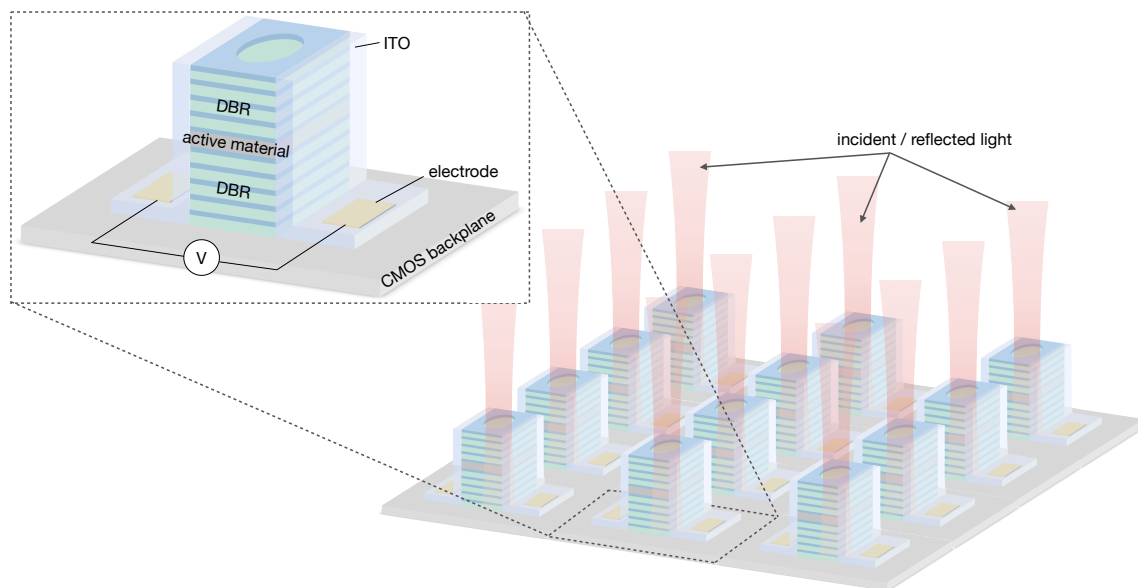 ITO
DBR
active material
DBR
electrode
V
CMOS backplane
incident / reflected light